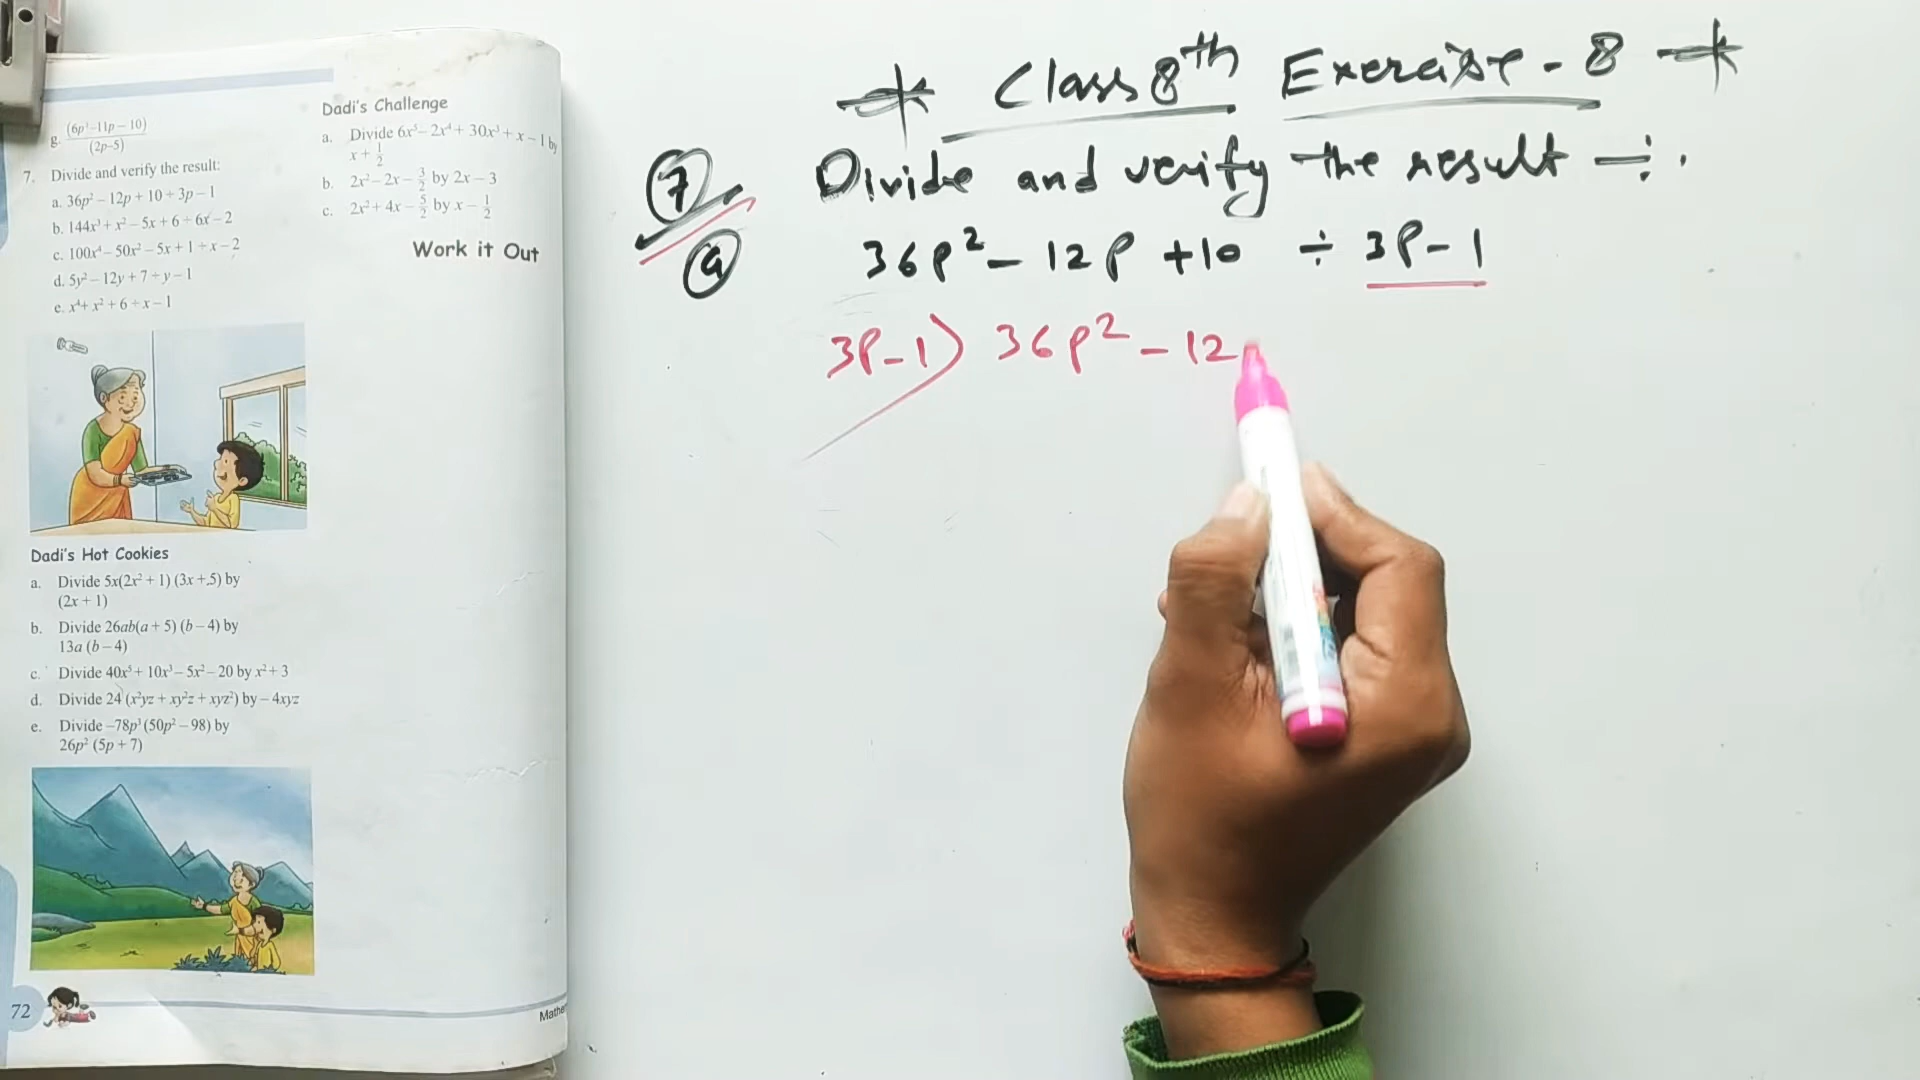 g. (6p²–11p – 10)
(2p–5)
7. Divide and verify the result:
a. 36p² – 12p + 10 ÷ 3p – 1
b. 144x³ + x² – 5x + 6 ÷ 6x – 2
c. 100x⁴ – 50x² – 5x + 1 ÷ x – 2
d. 5y² – 12y + 7 ÷ y – 1
e. x⁴ + x² + 6 ÷ x – 1
Dadi's Hot Cookies
a. Divide 5x(2x² + 1) (3x + 5) by
(2x + 1)
b. Divide 26ab(a + 5) (b – 4) by
13a (b – 4)
c. Divide 40x⁵ + 10x³ – 5x² – 20 by x² + 3
d. Divide 24 (x²yz + xy²z + xyz²) by – 4xyz
e. Divide –78p³ (50p² – 98) by
26p² (5p + 7)
72
Dadi's Challenge
a. Divide 6x⁵ – 2x⁴ + 30x³ + x – 1 by
x + 1/2
b. 2x² – 2x – 3/2 by 2x – 3
c. 2x² + 4x – 5/2 by x – 1/2
Work it Out
Class 8th Exercise - 8
7 Divide and verify the result ÷.
a 36p² - 12p + 10 ÷ 3p - 1
3p - 1) 36p² - 12